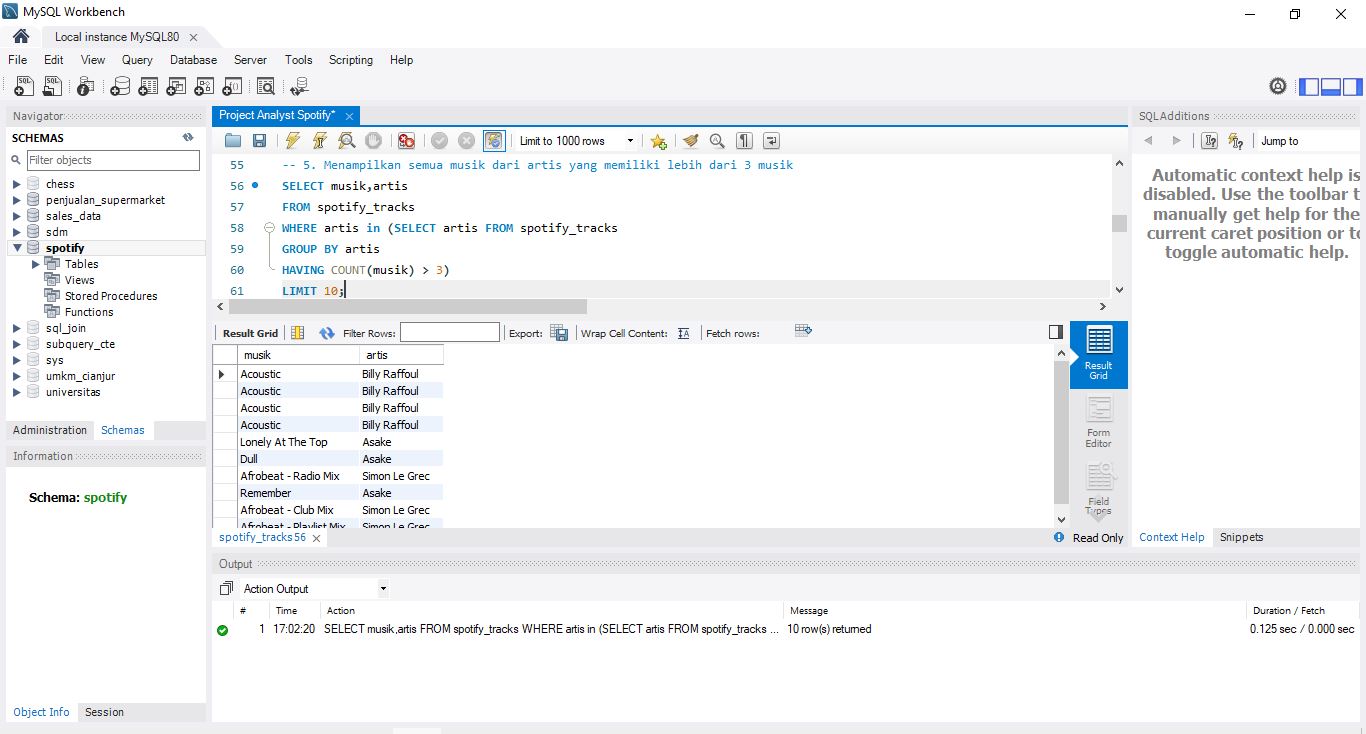 MySQL Workbench
Local instance MySQL80
File Edit View Query Database Server Tools Scripting Help
Navigator
SCHEMAS
Filter objects
chess
penjualan_supermarket
sales_data
sdm
spotify
Tables
Views
Stored Procedures
Functions
sql_join
subquery_cte
sys
umkm_cianjur
universitas
Administration Schemas
Information
Schema: spotify
Object Info Session
Project Analyst Spotify*
Limit to 1000 rows
55 -- 5. Menampilkan semua musik dari artis yang memiliki lebih dari 3 musik
56 SELECT musik,artis
57 FROM spotify_tracks
58 WHERE artis in (SELECT artis FROM spotify_tracks
59 GROUP BY artis
60 HAVING COUNT(musik) > 3)
61 LIMIT 10;
Result Grid Filter Rows: Export: Wrap Cell Content: Fetch rows:
musik artis
Acoustic Billy Raffoul
Acoustic Billy Raffoul
Acoustic Billy Raffoul
Acoustic Billy Raffoul
Lonely At The Top Asake
Dull Asake
Afrobeat - Radio Mix Simon Le Grec
Remember Asake
Afrobeat - Club Mix Simon Le Grec
Afrobeat - Playlist Mix Simon Le Grec
Result Grid
Form Editor
Field Types
spotify_tracks 56
Read Only
SQLAdditions
Jump to
Automatic context help is
disabled. Use the toolbar t
manually get help for the
current caret position or to
toggle automatic help.
Context Help Snippets
Output
Action Output
# Time Action Message Duration / Fetch
1 17:02:20 SELECT musik,artis FROM spotify_tracks WHERE artis in (SELECT artis FROM spotify_tracks ... 10 row(s) returned 0.125 sec / 0.000 sec